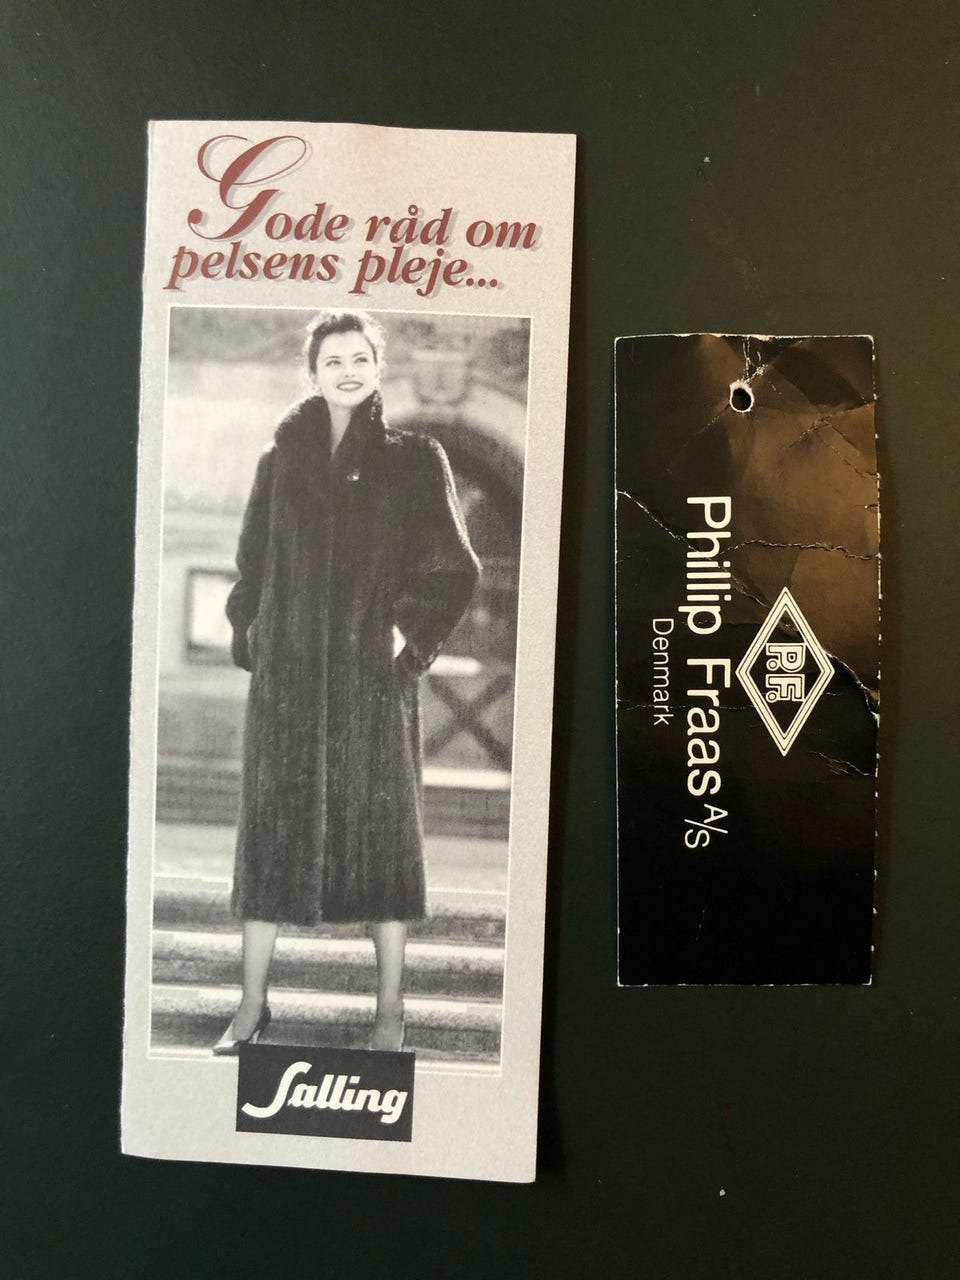 Gode råd om
pelsens pleje...
Salling
P.F.
Phillip Fraas A/s
Denmark